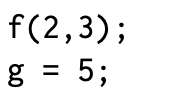 f(2,3);
g = 5;